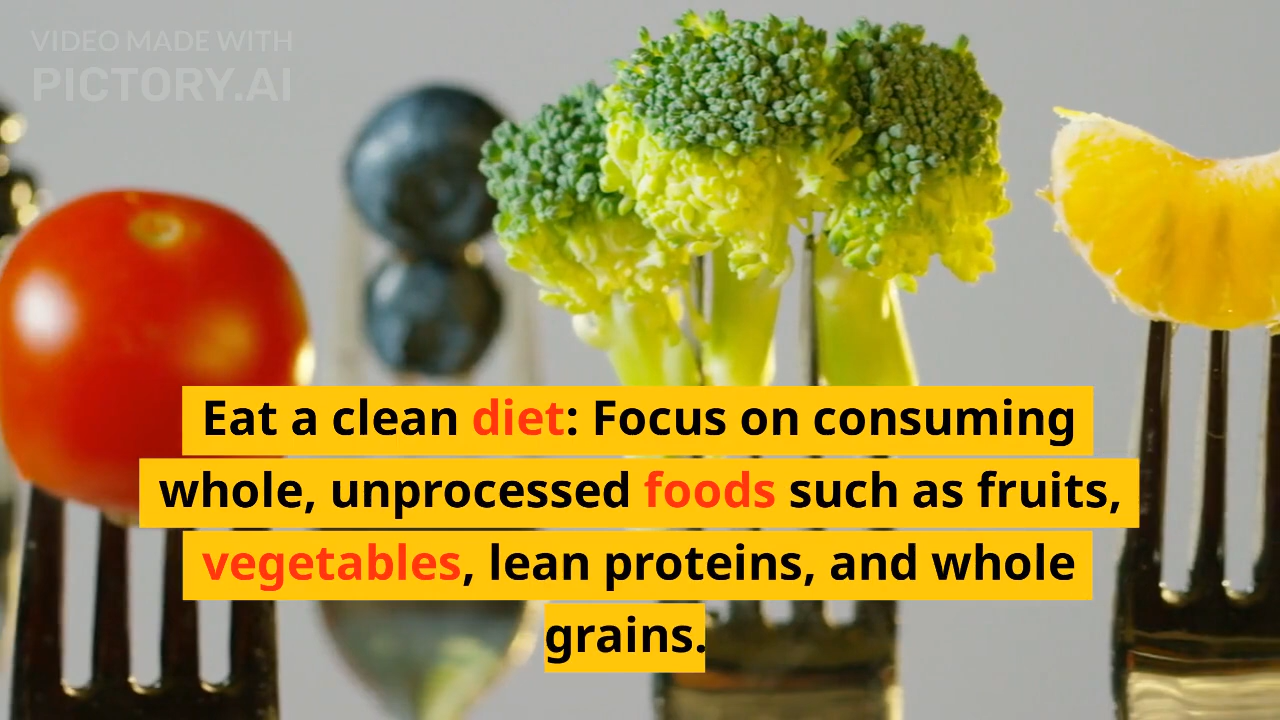 VIDEO MADE WITH
PICTORY.AI
Eat a clean diet: Focus on consuming
whole, unprocessed foods such as fruits,
vegetables, lean proteins, and whole
grains.